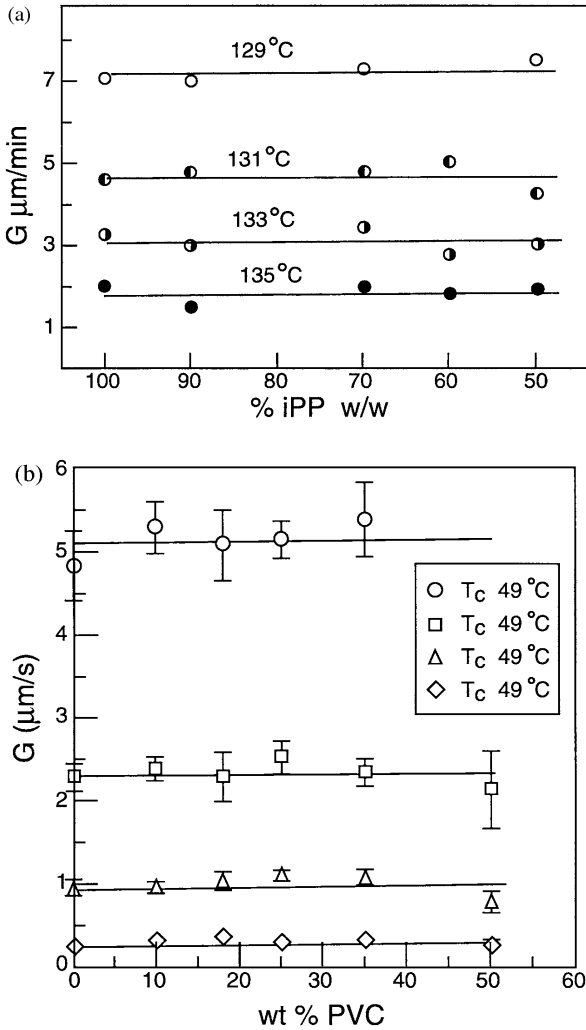 (a)
129°C
7
131°C
5
133°C
3
135°C
1
G μm/min
100 90 80 70 60 50
% iPP w/w
(b)
6
5
4
3
2
1
0
G (μm/s)
Tc 49°C
Tc 49°C
Tc 49°C
Tc 49°C
0 10 20 30 40 50 60
wt % PVC